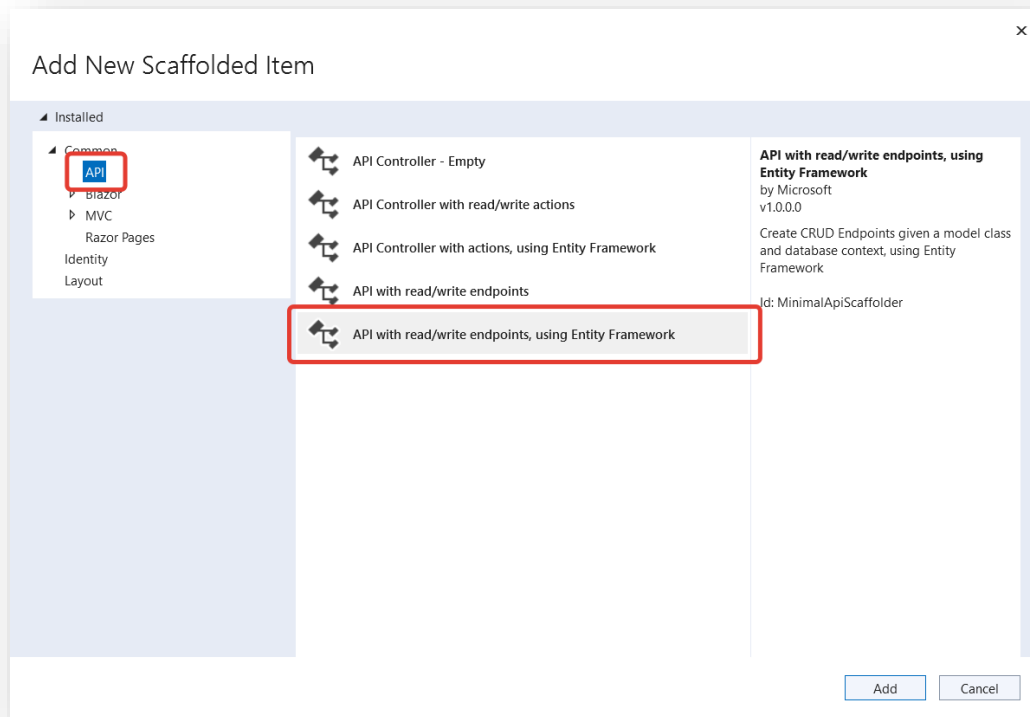 Add New Scaffolded Item
Installed
Common
API
Blazor
MVC
Razor Pages
Identity
Layout
API Controller - Empty
API Controller with read/write actions
API Controller with actions, using Entity Framework
API with read/write endpoints
API with read/write endpoints, using Entity Framework
API with read/write endpoints, using
Entity Framework
by Microsoft
v1.0.0.0
Create CRUD Endpoints given a model class
and database context, using Entity
Framework
Id: MinimalApiScaffolder
Add
Cancel